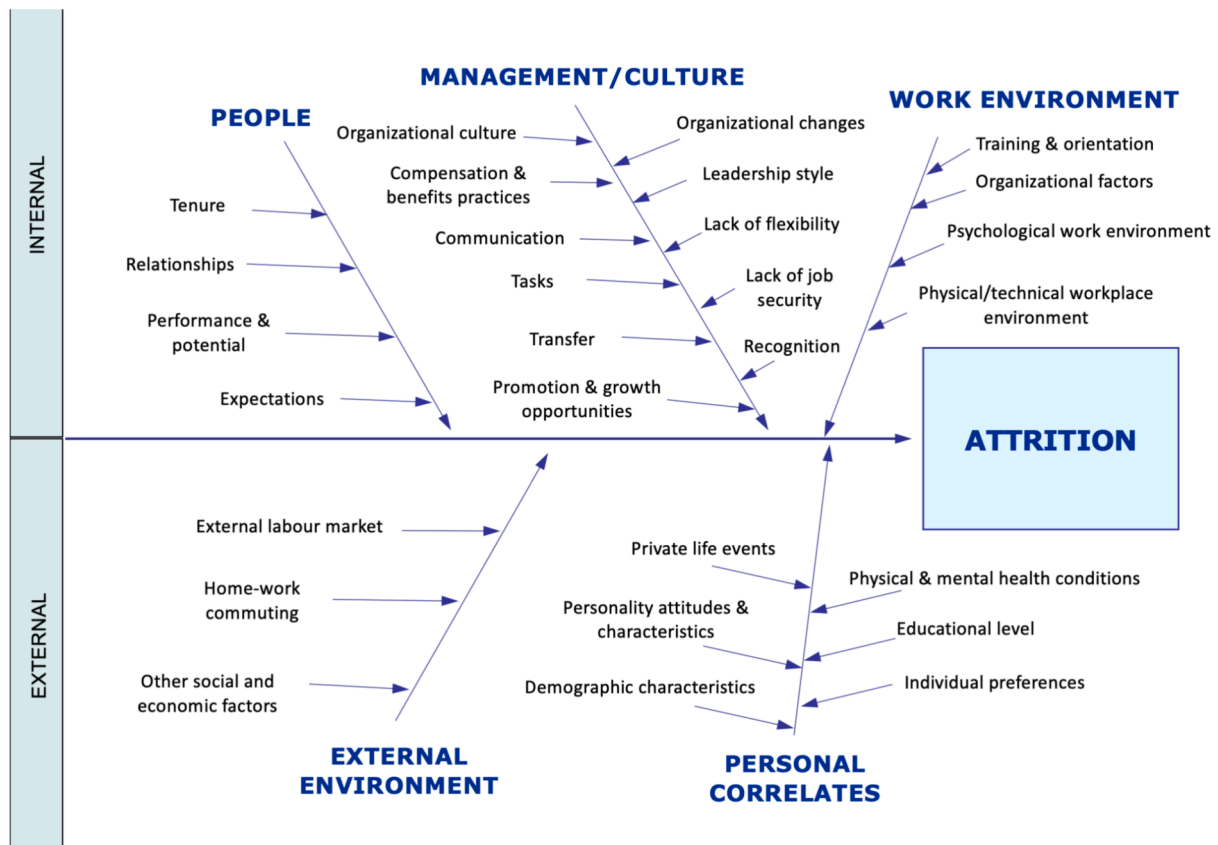 INTERNAL
PEOPLE
Tenure
Relationships
Performance &
potential
Expectations
MANAGEMENT/CULTURE
Organizational culture
Compensation &
benefits practices
Communication
Tasks
Transfer
Promotion & growth
opportunities
Organizational changes
Leadership style
Lack of flexibility
Lack of job
security
Recognition
WORK ENVIRONMENT
Training & orientation
Organizational factors
Psychological work environment
Physical/technical workplace
environment
ATTRITION
EXTERNAL
External labour market
Home-work
commuting
Other social and
economic factors
EXTERNAL
ENVIRONMENT
Private life events
Personality attitudes &
characteristics
Demographic characteristics
Physical & mental health conditions
Educational level
Individual preferences
PERSONAL
CORRELATES